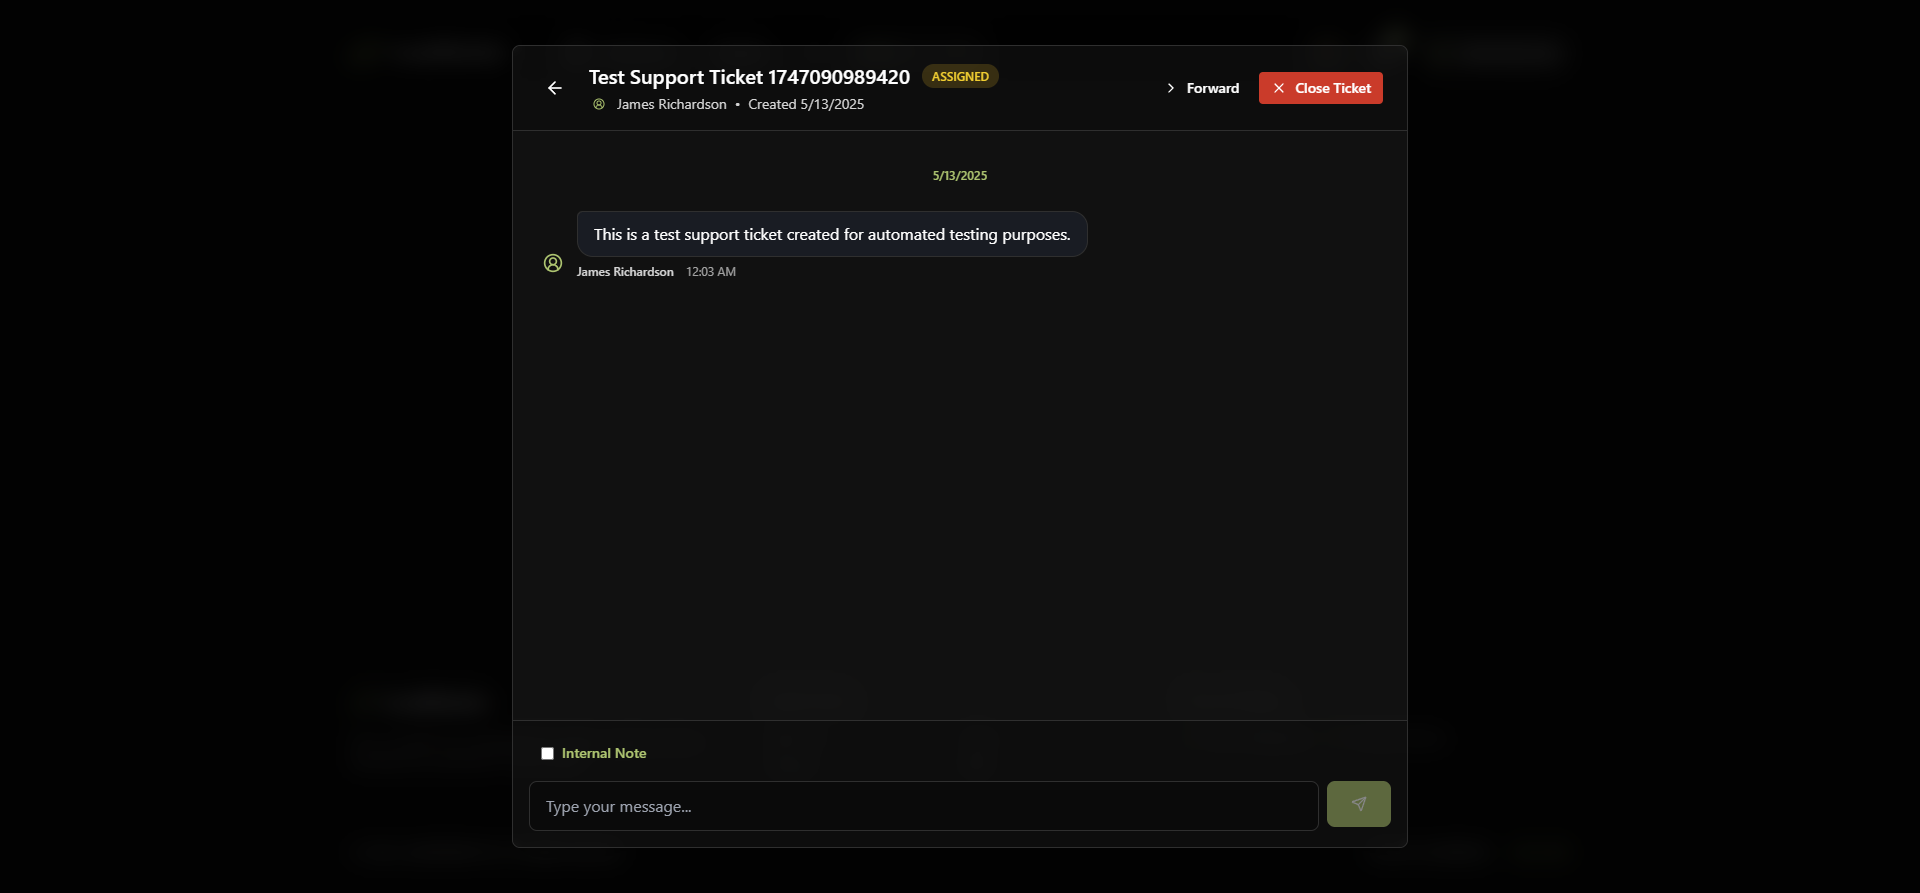 Test Support Ticket 1747090989420 ASSIGNED
James Richardson • Created 5/13/2025
Forward
Close Ticket
5/13/2025
This is a test support ticket created for automated testing purposes.
James Richardson 12:03 AM
Internal Note
Type your message...